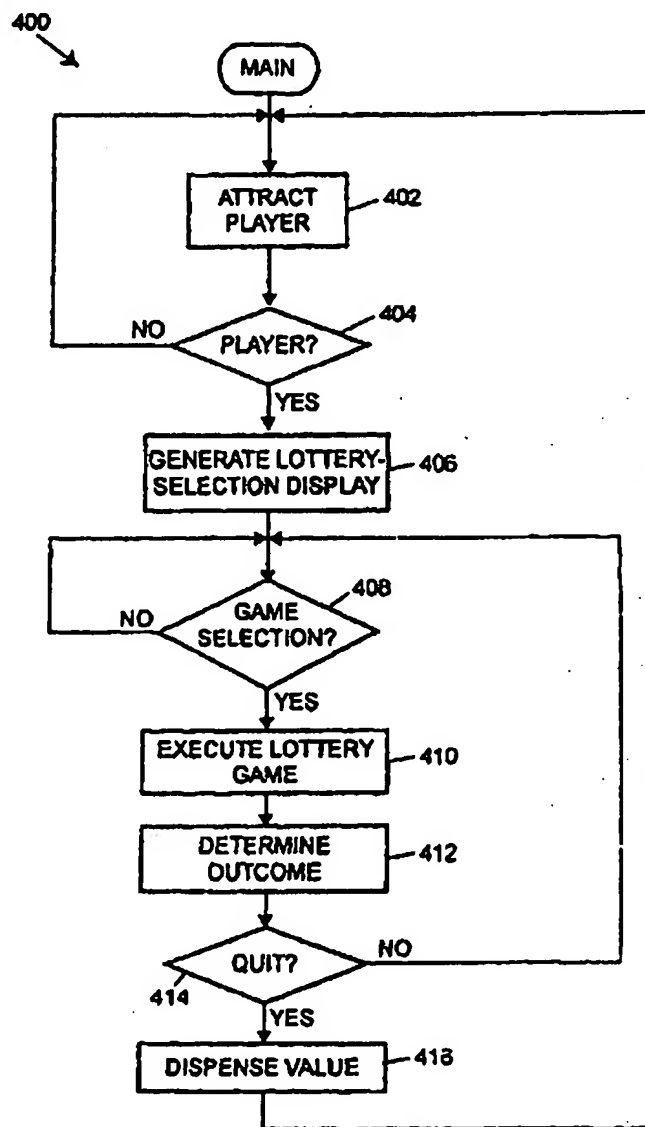 400
MAIN
ATTRACT
PLAYER
402
404
NO
PLAYER?
YES
GENERATE LOTTERY-
SELECTION DISPLAY
406
408
NO
GAME
SELECTION?
YES
EXECUTE LOTTERY
GAME
410
DETERMINE
OUTCOME
412
QUIT?
NO
414
YES
DISPENSE VALUE
416